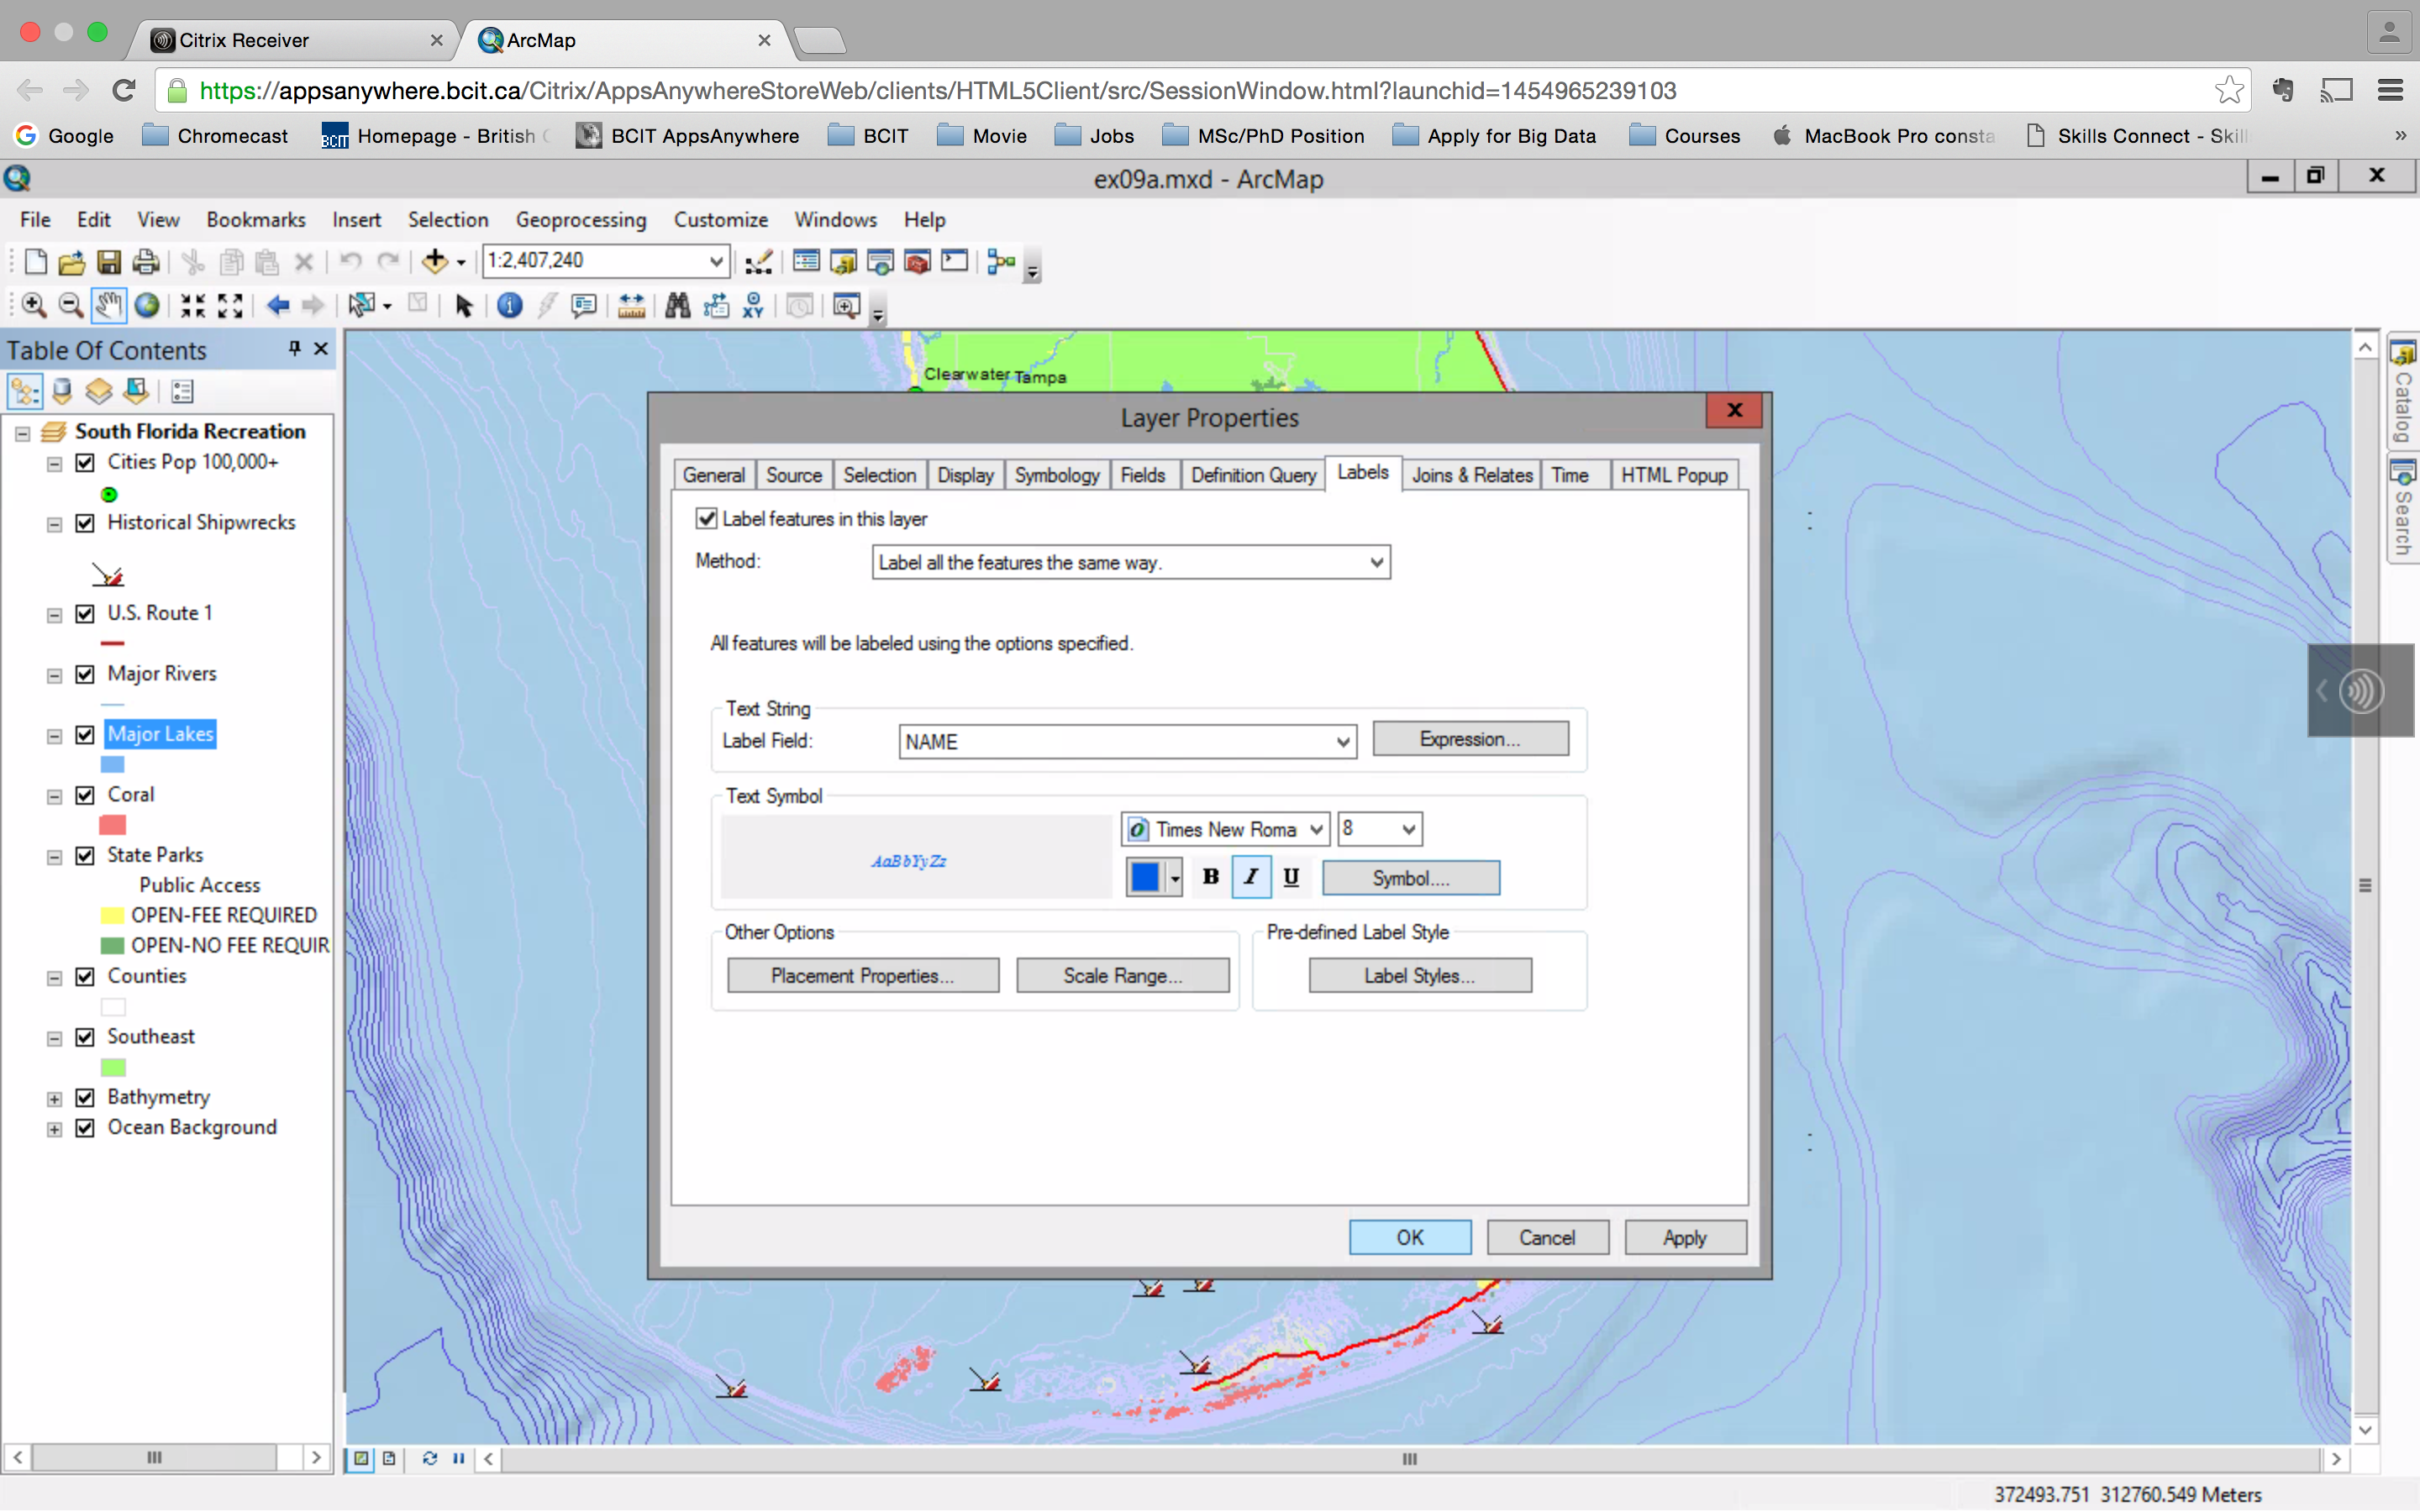 Citrix Receiver
ArcMap
https://appsanywhere.bcit.ca/Citrix/AppsAnywhereStoreWeb/clients/HTML5Client/src/SessionWindow.html?launchid=1454965239103
Google Chromecast BCIT Homepage - British BCIT AppsAnywhere BCIT Movie Jobs MSc/PhD Position Apply for Big Data Courses MacBook Pro consta Skills Connect - Skill »
ex09a.mxd - ArcMap
File Edit View Bookmarks Insert Selection Geoprocessing Customize Windows Help
1:2,407,240
XY
Table Of Contents
South Florida Recreation
Cities Pop 100,000+
Historical Shipwrecks
U.S. Route 1
Major Rivers
Major Lakes
Coral
State Parks
Public Access
OPEN-FEE REQUIRED
OPEN-NO FEE REQUIR
Counties
Southeast
Bathymetry
Ocean Background
Clearwater Tampa
Layer Properties
General Source Selection Display Symbology Fields Definition Query Labels Joins & Relates Time HTML Popup
Label features in this layer
Method: Label all the features the same way.
All features will be labeled using the options specified.
Text String
Label Field: NAME Expression...
Text Symbol
AaBbYyZz
Times New Roma 8
B I U Symbol....
Other Options
Placement Properties... Scale Range...
Pre-defined Label Style
Label Styles...
OK Cancel Apply
Catalog
Search
372493.751 312760.549 Meters